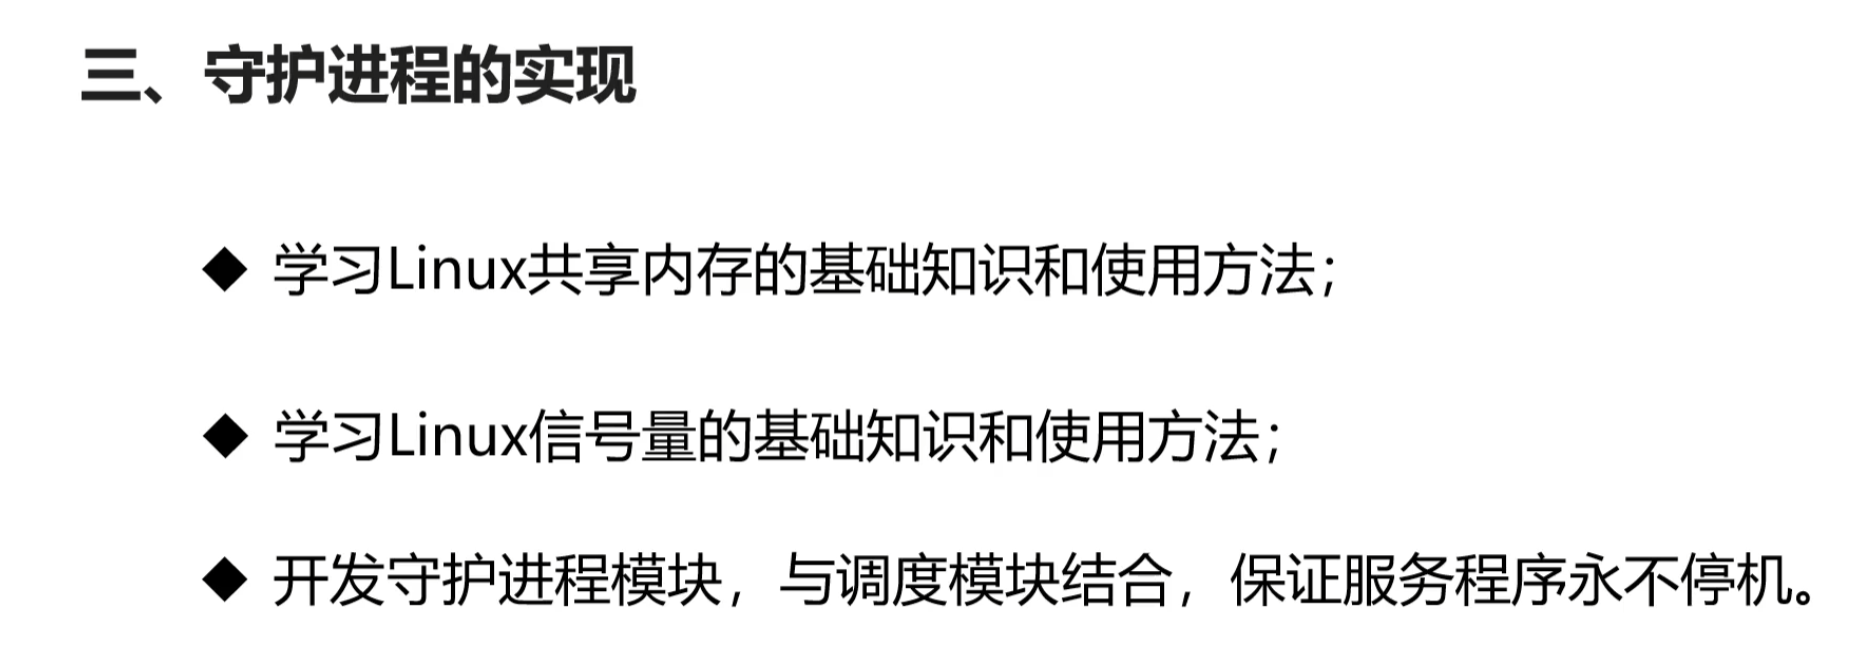 三、守护进程的实现
◆ 学习Linux共享内存的基础知识和使用方法；
◆ 学习Linux信号量的基础知识和使用方法；
◆ 开发守护进程模块，与调度模块结合，保证服务程序永不停机。